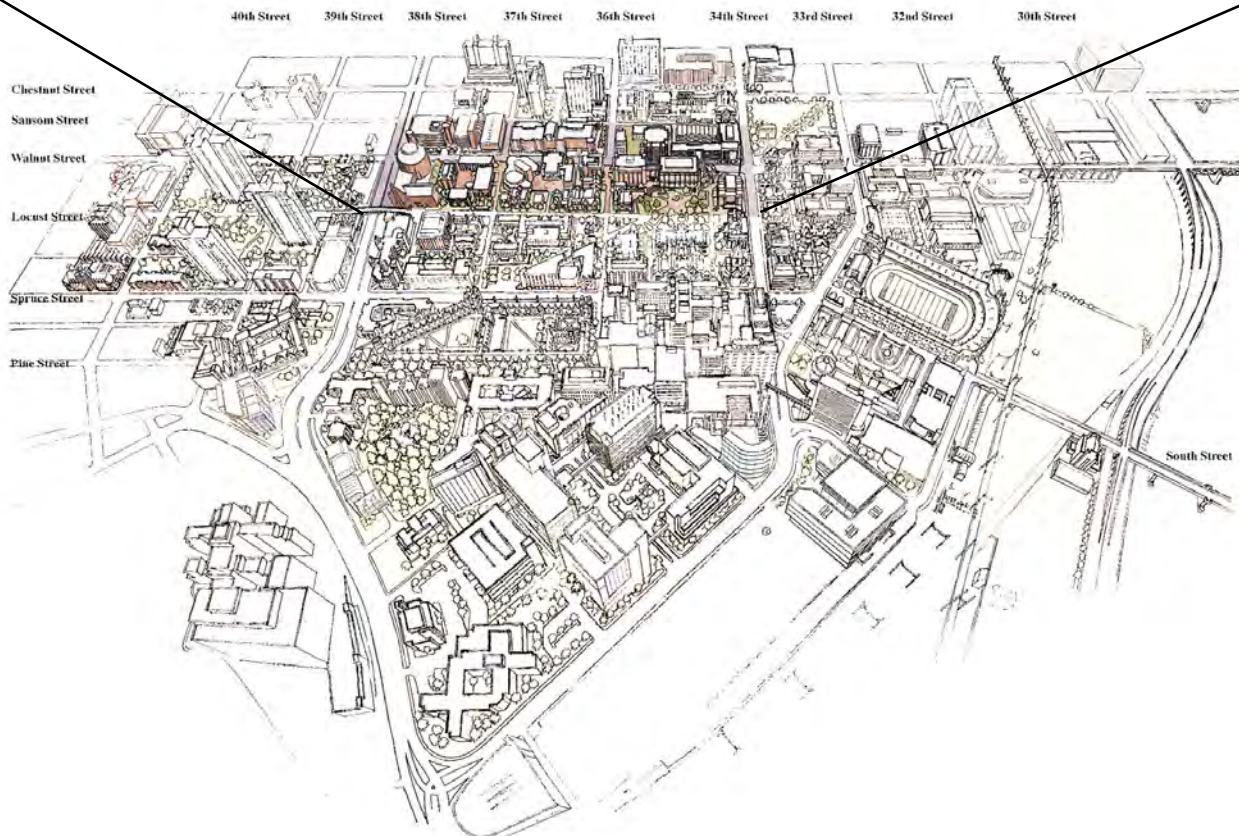 40th Street 39th Street 38th Street 37th Street 36th Street 34th Street 33rd Street 32nd Street 30th Street
Chestnut Street
Sansom Street
Walnut Street
Locust Street
Spruce Street
Pine Street
South Street